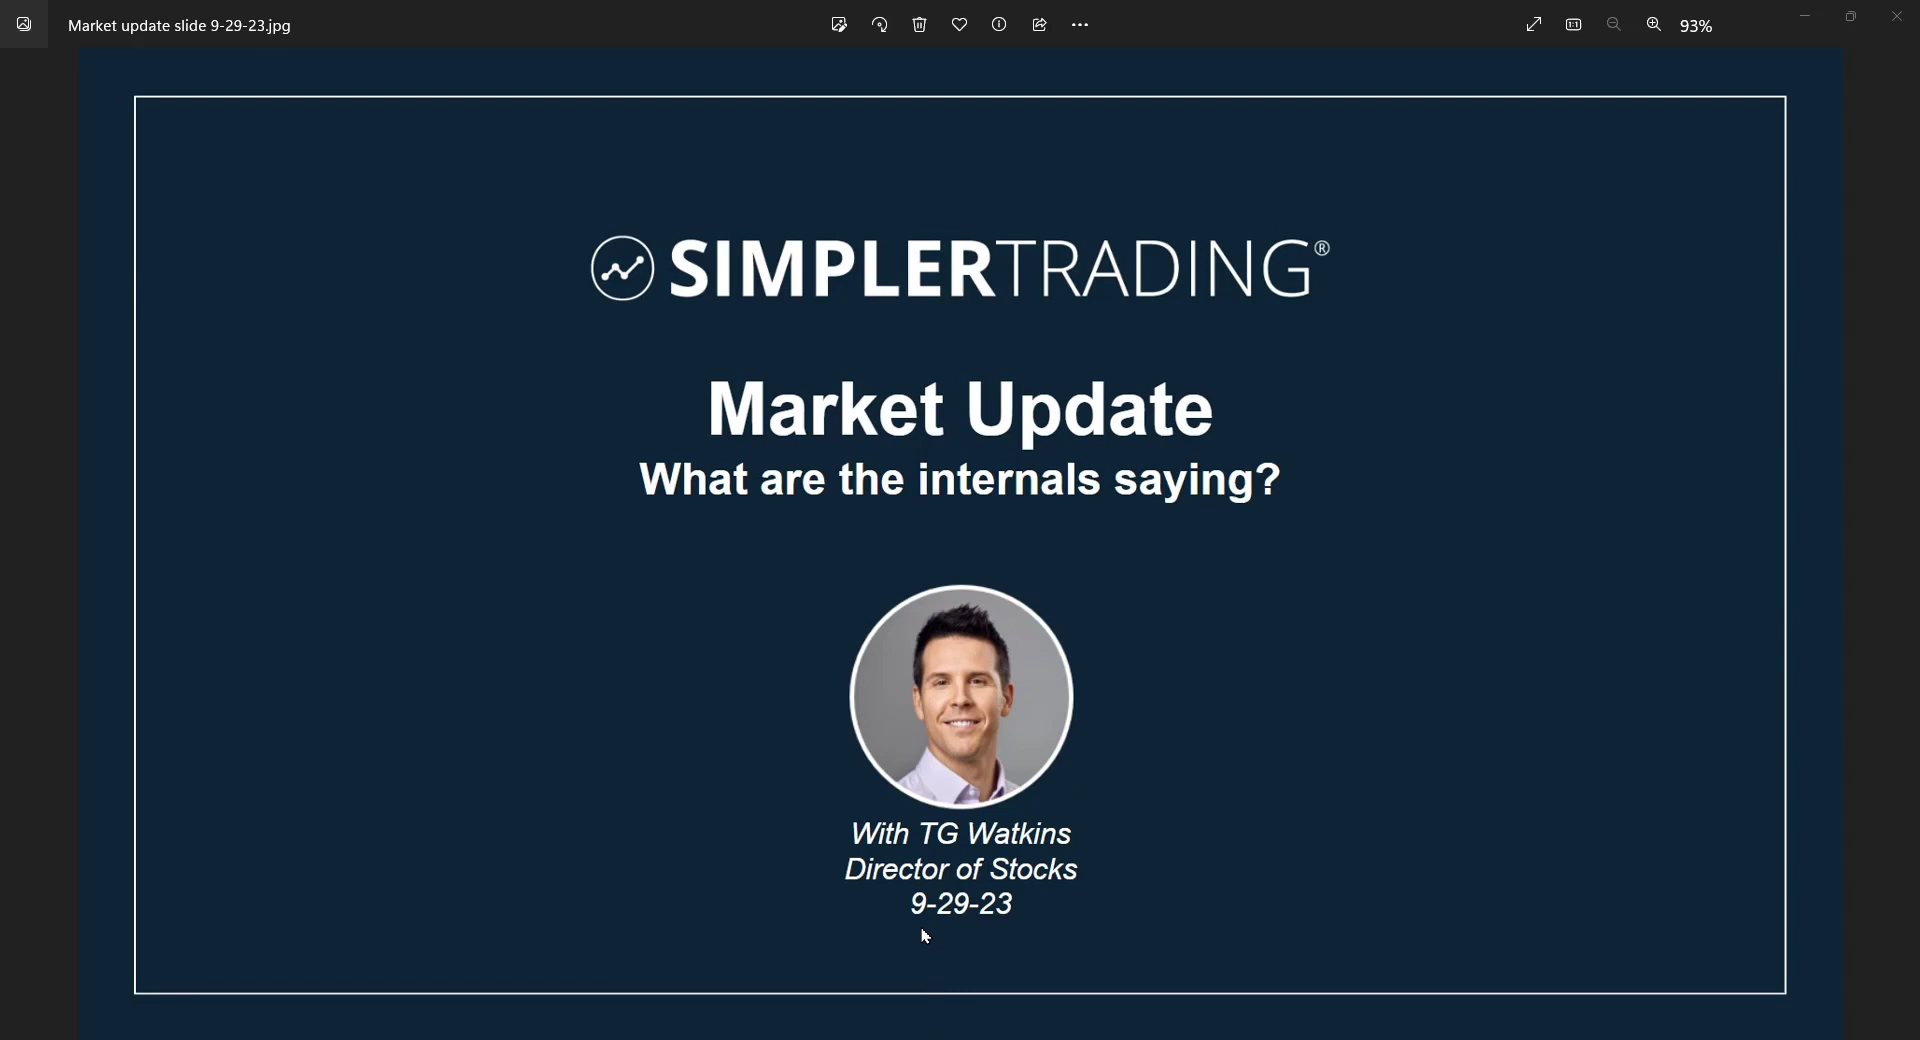 Market update slide 9-29-23.jpg
93%
SIMPLERTRADING®
Market Update
What are the internals saying?
With TG Watkins
Director of Stocks
9-29-23